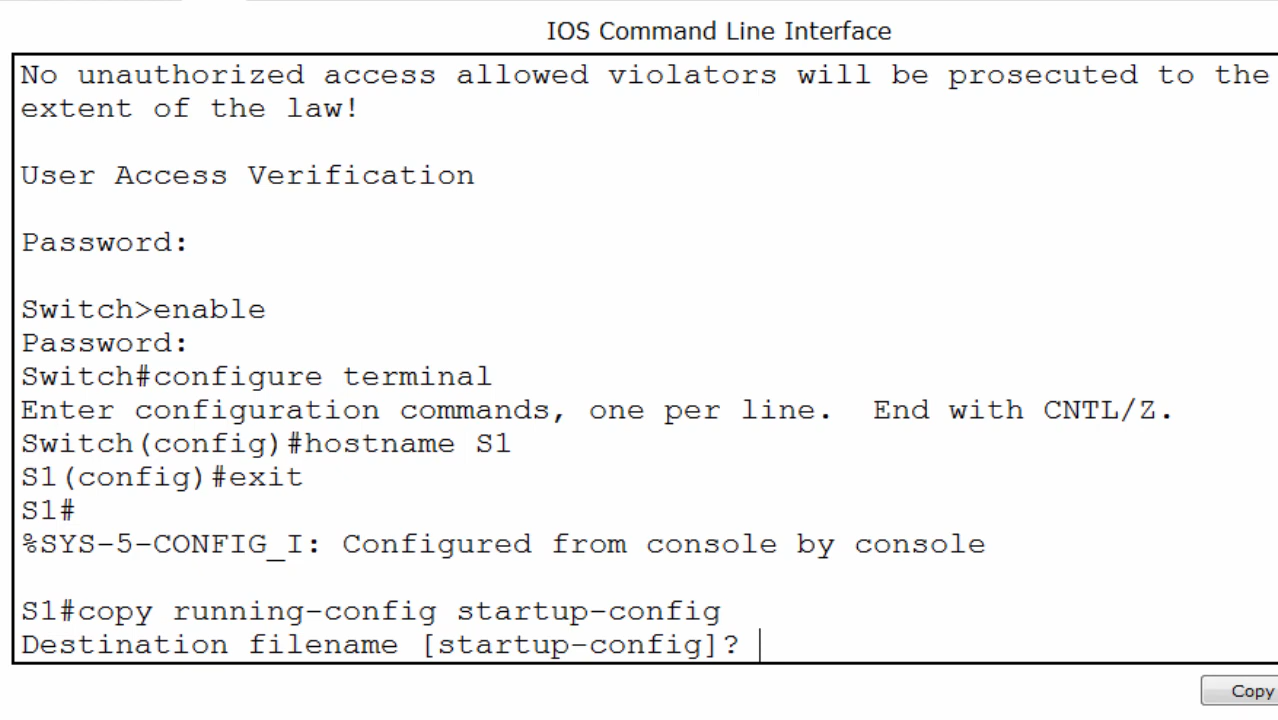 IOS Command Line Interface
No unauthorized access allowed violators will be prosecuted to the
extent of the law!
User Access Verification
Password:
Switch>enable
Password:
Switch#configure terminal
Enter configuration commands, one per line.  End with CNTL/Z.
Switch(config)#hostname S1
S1(config)#exit
S1#
%SYS-5-CONFIG_I: Configured from console by console
S1#copy running-config startup-config
Destination filename [startup-config]?
Copy